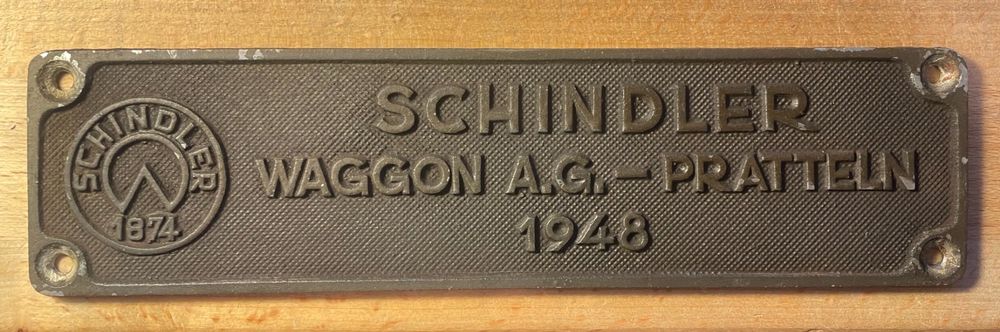 SCHINDLER
1874
SCHINDLER
WAGGON A.G. – PRATTELN
1948